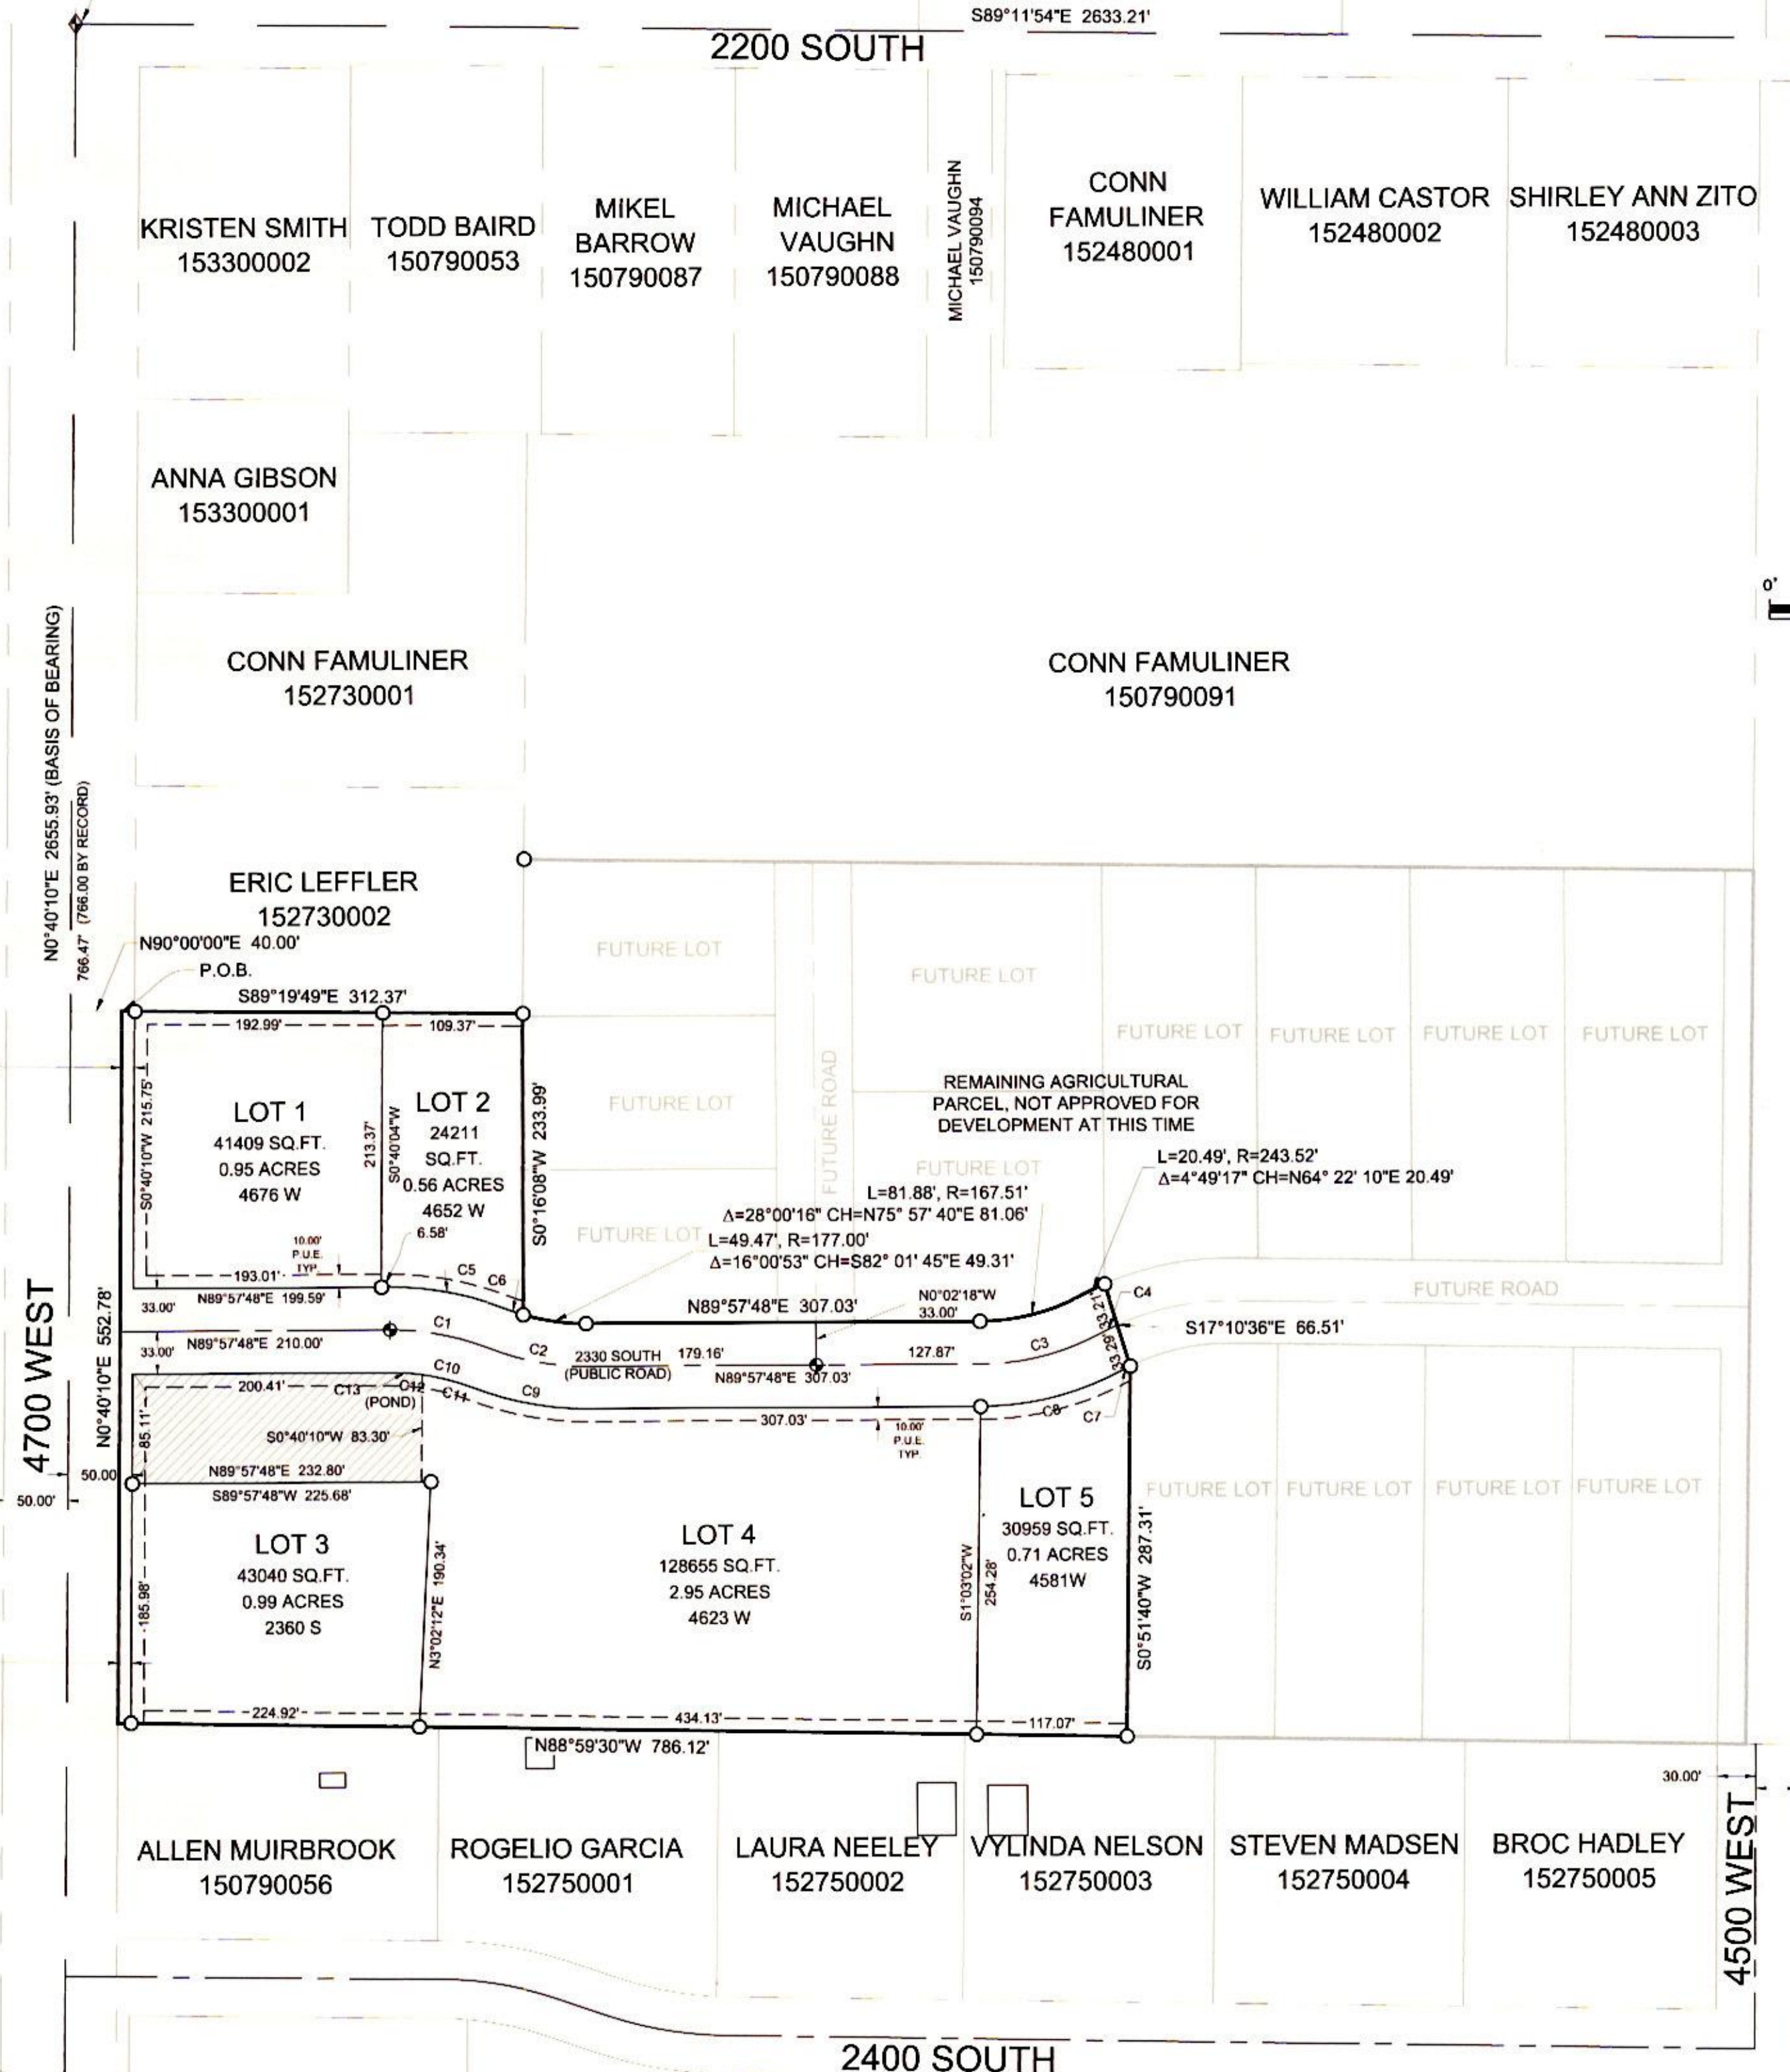 S89°11'54"E 2633.21'
2200 SOUTH
KRISTEN SMITH
153300002
TODD BAIRD
150790053
MIKEL
BARROW
150790087
MICHAEL
VAUGHN
150790088
MICHAEL VAUGHN
150790094
CONN
FAMULINER
152480001
WILLIAM CASTOR
152480002
SHIRLEY ANN ZITO
152480003
ANNA GIBSON
153300001
0'
CONN FAMULINER
152730001
CONN FAMULINER
150790091
N0°40'10"E 2655.93' (BASIS OF BEARING)
766.47' (766.00 BY RECORD)
ERIC LEFFLER
152730002
N90°00'00"E 40.00'
P.O.B.
S89°19'49"E 312.37'
192.99'
109.37'
FUTURE LOT
FUTURE LOT
FUTURE LOT
FUTURE LOT
FUTURE LOT
FUTURE LOT
FUTURE LOT
FUTURE ROAD
REMAINING AGRICULTURAL
PARCEL, NOT APPROVED FOR
DEVELOPMENT AT THIS TIME
FUTURE LOT
FUTURE LOT
L=20.49', R=243.52'
Δ=4°49'17" CH=N64° 22' 10"E 20.49'
L=81.88', R=167.51'
Δ=28°00'16" CH=N75° 57' 40"E 81.06'
L=49.47', R=177.00'
Δ=16°00'53" CH=S82° 01' 45"E 49.31'
LOT 1
41409 SQ.FT.
0.95 ACRES
4676 W
S0°40'10"W 215.75'
213.37'
S0°40'04"W
LOT 2
24211
SQ.FT.
0.56 ACRES
4652 W
6.58'
S0°16'08"W 233.99'
10.00'
P.U.E.
TYP.
193.01'
C5
C6
N89°57'48"E 199.59'
33.00'
N89°57'48"E 307.03'
N0°02'18"W
33.00'
C4
FUTURE ROAD
33.21'
33.29'
S17°10'36"E 66.51'
C1
C2
C3
N89°57'48"E 210.00'
33.00'
2330 SOUTH
(PUBLIC ROAD)
179.16'
127.87'
N89°57'48"E 307.03'
4700 WEST
N0°40'10"E 552.78'
C10
C9
200.41'
C13
C12
C11
(POND)
307.03'
10.00'
P.U.E.
TYP.
C8
C7
85.11'
S0°40'10"W 83.30'
N89°57'48"E 232.80'
S89°57'48"W 225.68'
50.00'
50.00'
LOT 3
43040 SQ.FT.
0.99 ACRES
2360 S
185.98'
N3°02'12"E 190.34'
LOT 4
128655 SQ.FT.
2.95 ACRES
4623 W
S1°03'02"W
254.28'
LOT 5
30959 SQ.FT.
0.71 ACRES
4581W
S0°51'40"W 287.31'
FUTURE LOT
FUTURE LOT
FUTURE LOT
FUTURE LOT
224.92'
434.13'
117.07'
N88°59'30"W 786.12'
30.00'
ALLEN MUIRBROOK
150790056
ROGELIO GARCIA
152750001
LAURA NEELEY
152750002
VYLINDA NELSON
152750003
STEVEN MADSEN
152750004
BROC HADLEY
152750005
4500 WEST
2400 SOUTH